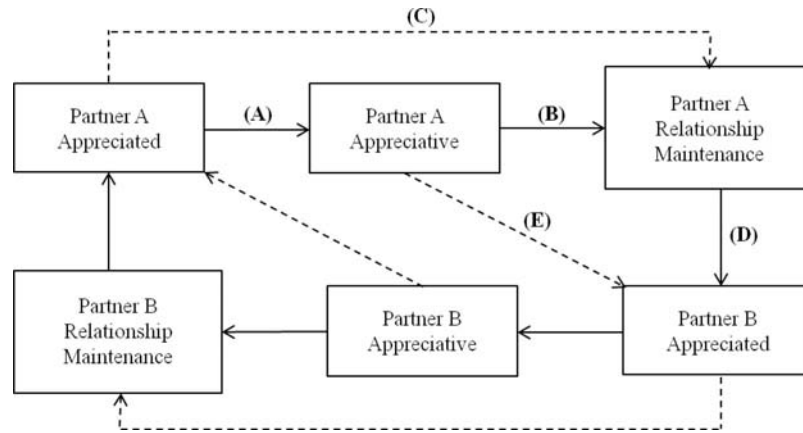 (C)
Partner A
Appreciated
(A)
Partner A
Appreciative
(B)
Partner A
Relationship
Maintenance
(E)
(D)
Partner B
Relationship
Maintenance
Partner B
Appreciative
Partner B
Appreciated